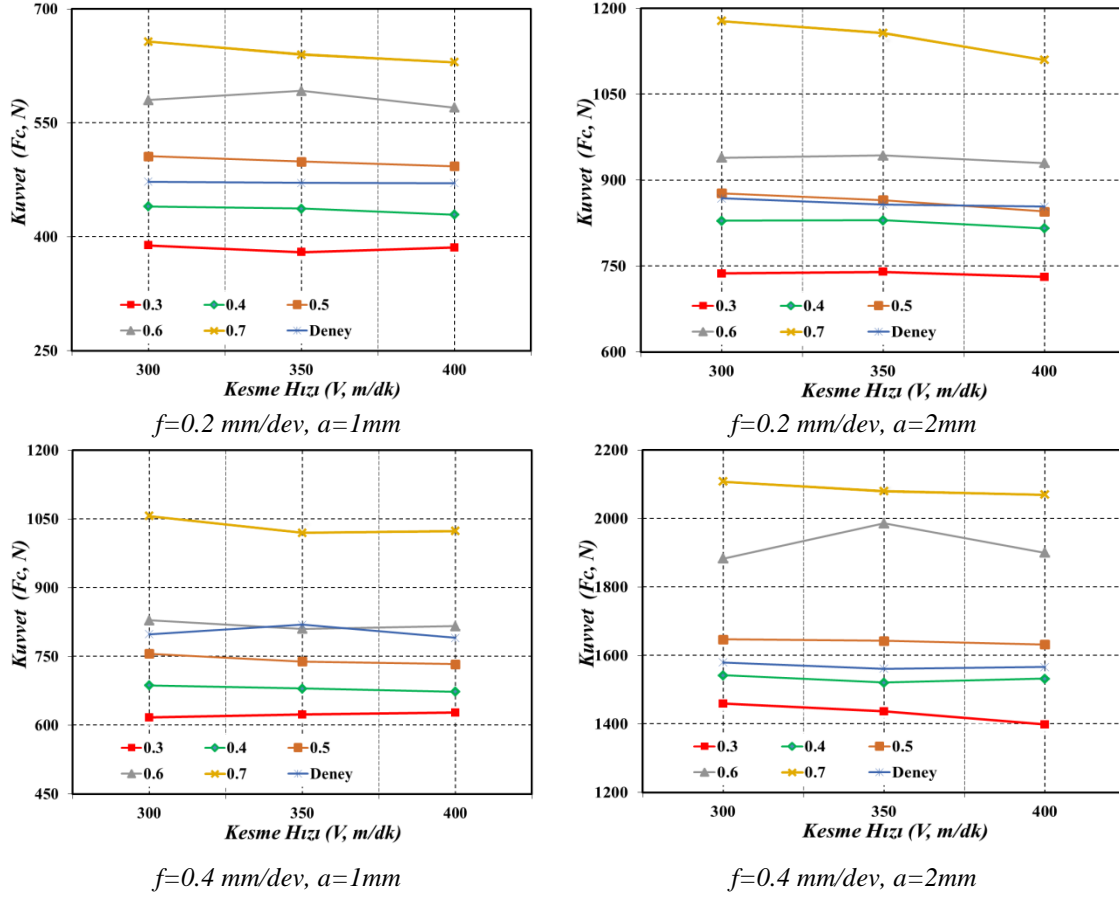 700
550
400
250
Kuvvet (Fc, N)
0.3 0.4 0.5
0.6 0.7 Deney
300 350 400
Kesme Hızı (V, m/dk)
f=0.2 mm/dev, a=1mm
1200
1050
900
750
600
Kuvvet (Fc, N)
0.3 0.4 0.5
0.6 0.7 Deney
300 350 400
Kesme Hızı (V, m/dk)
f=0.2 mm/dev, a=2mm
1200
1050
900
750
600
450
Kuvvet (Fc, N)
0.3 0.4 0.5
0.6 0.7 Deney
300 350 400
Kesme Hızı (V, m/dk)
f=0.4 mm/dev, a=1mm
2200
2000
1800
1600
1400
1200
Kuvvet (Fc, N)
0.3 0.4 0.5
0.6 0.7 Deney
300 350 400
Kesme Hızı (V, m/dk)
f=0.4 mm/dev, a=2mm